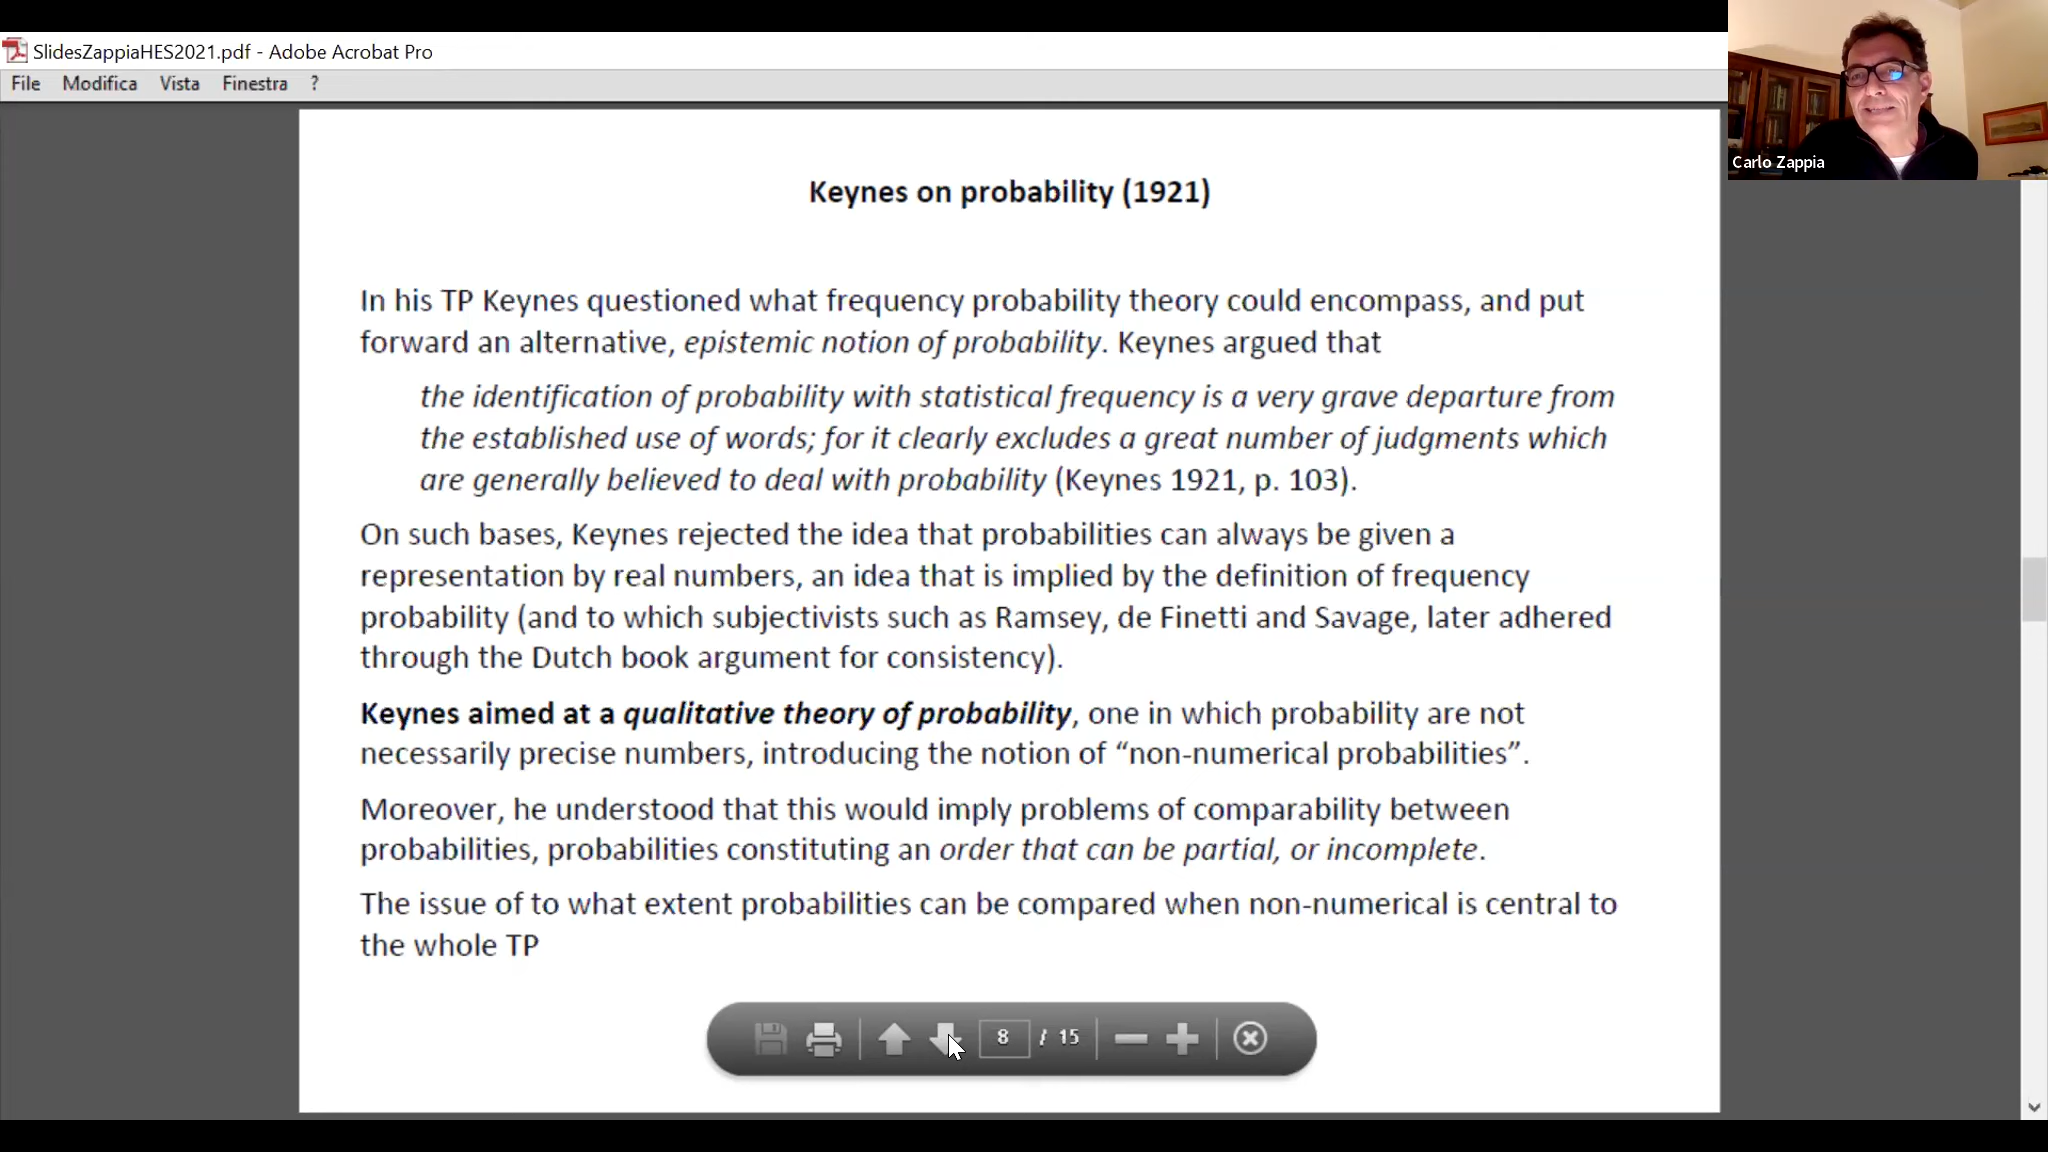 SlidesZappiaHES2021.pdf - Adobe Acrobat Pro
File Modifica Vista Finestra ?
Carlo Zappia
Keynes on probability (1921)
In his TP Keynes questioned what frequency probability theory could encompass, and put
forward an alternative, epistemic notion of probability. Keynes argued that
the identification of probability with statistical frequency is a very grave departure from
the established use of words; for it clearly excludes a great number of judgments which
are generally believed to deal with probability (Keynes 1921, p. 103).
On such bases, Keynes rejected the idea that probabilities can always be given a
representation by real numbers, an idea that is implied by the definition of frequency
probability (and to which subjectivists such as Ramsey, de Finetti and Savage, later adhered
through the Dutch book argument for consistency).
Keynes aimed at a qualitative theory of probability, one in which probability are not
necessarily precise numbers, introducing the notion of “non-numerical probabilities”.
Moreover, he understood that this would imply problems of comparability between
probabilities, probabilities constituting an order that can be partial, or incomplete.
The issue of to what extent probabilities can be compared when non-numerical is central to
the whole TP
8 / 15